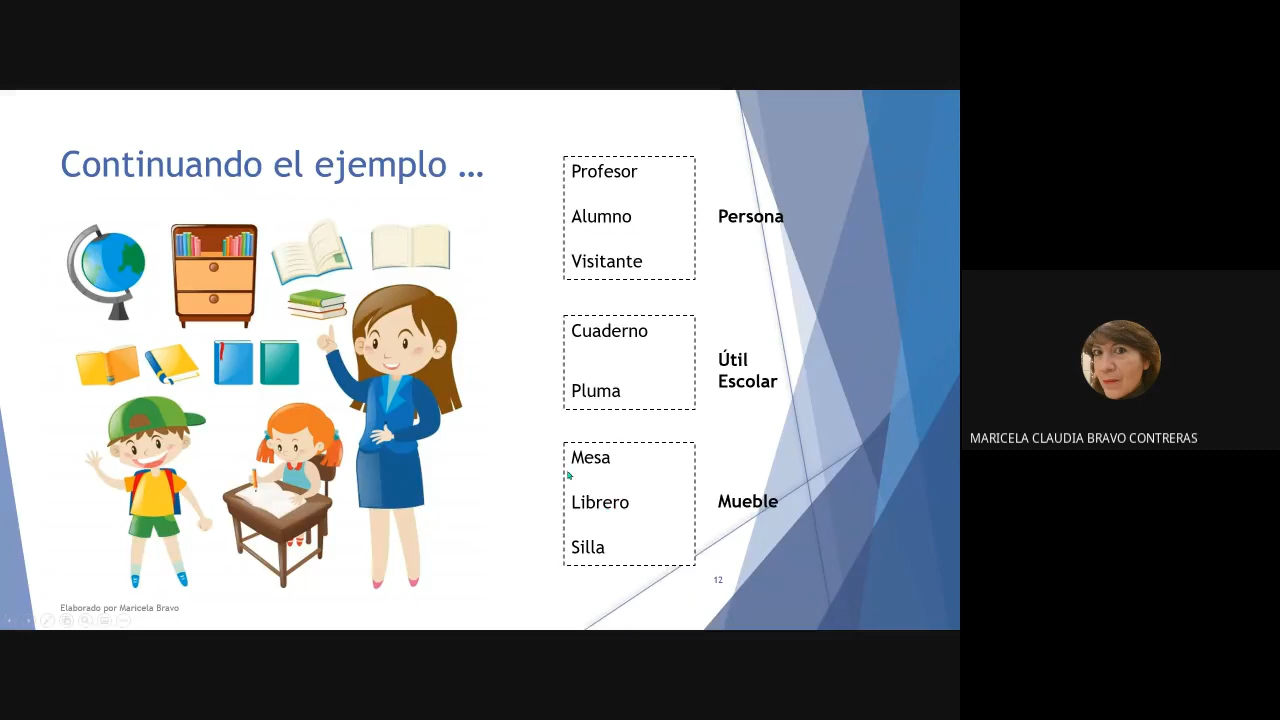 Continuando el ejemplo ...
Profesor
Alumno
Visitante
Persona
Cuaderno
Pluma
Útil
Escolar
Mesa
Librero
Silla
Mueble
12
Elaborado por Maricela Bravo
MARICELA CLAUDIA BRAVO CONTRERAS